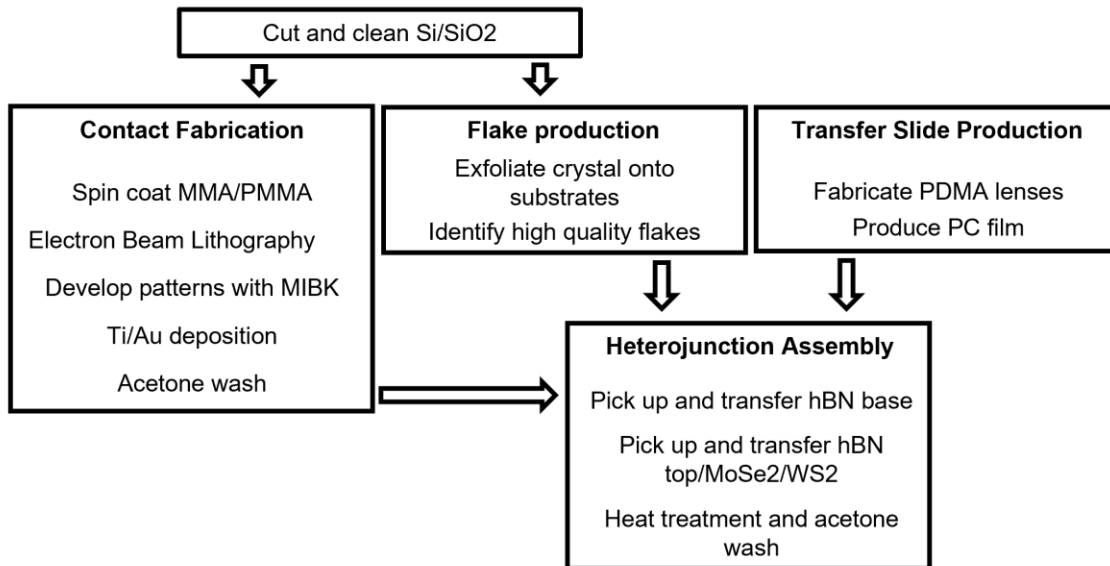 Cut and clean Si/SiO2
Contact Fabrication
Spin coat MMA/PMMA
Electron Beam Lithography
Develop patterns with MIBK
Ti/Au deposition
Acetone wash
Flake production
Exfoliate crystal onto
substrates
Identify high quality flakes
Transfer Slide Production
Fabricate PDMA lenses
Produce PC film
Heterojunction Assembly
Pick up and transfer hBN base
Pick up and transfer hBN
top/MoSe2/WS2
Heat treatment and acetone
wash